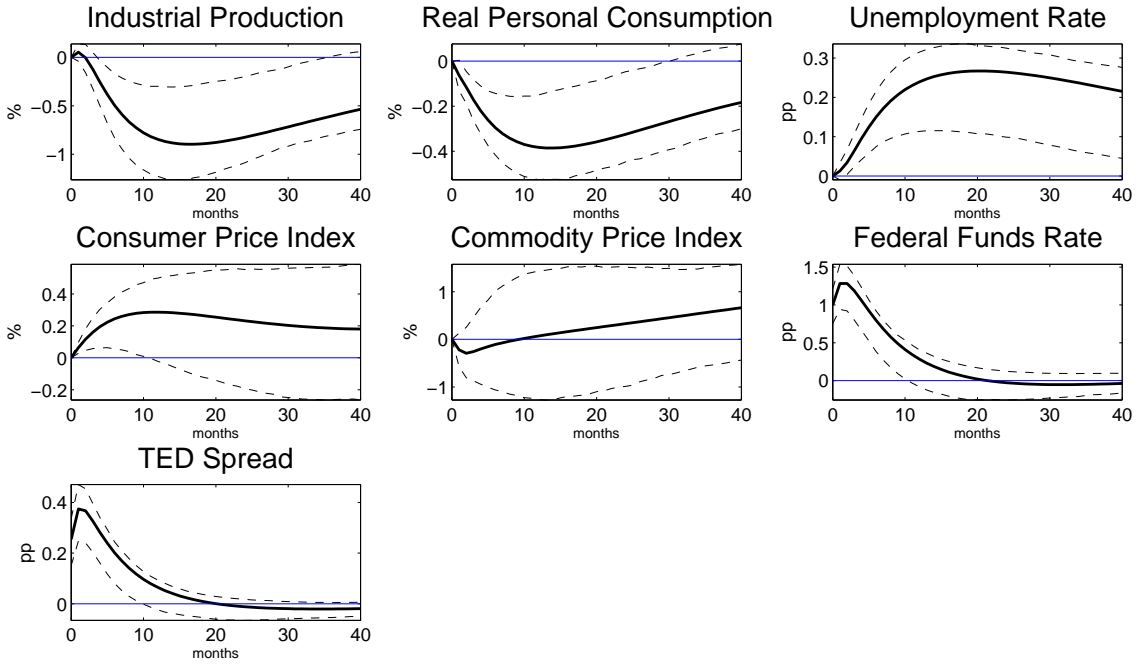 Industrial Production
0
−0.5
−1
%
0 10 20 30 40
months
Real Personal Consumption
0
−0.2
−0.4
%
0 10 20 30 40
months
Unemployment Rate
0.3
0.2
0.1
0
pp
0 10 20 30 40
months
Consumer Price Index
0.4
0.2
0
−0.2
%
0 10 20 30 40
months
Commodity Price Index
1
0
−1
%
0 10 20 30 40
months
Federal Funds Rate
1.5
1
0.5
0
pp
0 10 20 30 40
months
TED Spread
0.4
0.2
0
pp
0 10 20 30 40
months